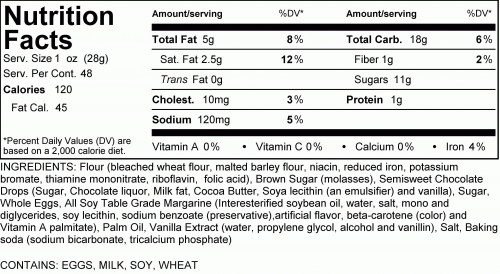 Nutrition
Facts
Serv. Size 1 oz (28g)
Serv. Per Cont. 48
Calories 120
Fat Cal. 45
*Percent Daily Values (DV) are
based on a 2,000 calorie diet.
Amount/serving %DV* Amount/serving %DV*
Total Fat 5g 8% Total Carb. 18g 6%
Sat. Fat 2.5g 12% Fiber 1g 2%
Trans Fat 0g Sugars 11g
Cholest. 10mg 3% Protein 1g
Sodium 120mg 5%
Vitamin A 0% • Vitamin C 0% • Calcium 0% • Iron 4%
INGREDIENTS: Flour (bleached wheat flour, malted barley flour, niacin, reduced iron, potassium
bromate, thiamine mononitrate, riboflavin, folic acid), Brown Sugar (molasses), Semisweet Chocolate
Drops (Sugar, Chocolate liquor, Milk fat, Cocoa Butter, Soya lecithin (an emulsifier) and vanilla), Sugar,
Whole Eggs, All Soy Table Grade Margarine (Interesterified soybean oil, water, salt, mono and
diglycerides, soy lecithin, sodium benzoate (preservative),artificial flavor, beta-carotene (color) and
Vitamin A palmitate), Palm Oil, Vanilla Extract (water, propylene glycol, alcohol and vanillin), Salt, Baking
soda (sodium bicarbonate, tricalcium phosphate)
CONTAINS: EGGS, MILK, SOY, WHEAT